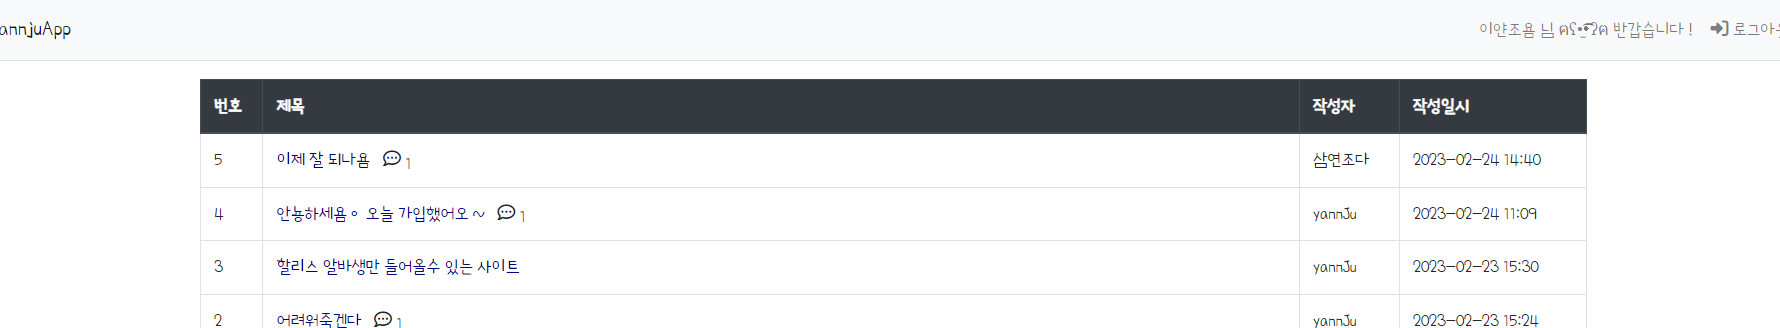 annjuApp 이얀조욤 님 ฅʕ•̫͡•ʔฅ 반갑습니다 ! 로그아
번호 제목 작성자 작성일시
5 이제 잘 되나욤 1 삼연조다 2023-02-24 14:40
4 안뇽하세욤ㅇ 오늘 가입했어오 ~ 1 yannJu 2023-02-24 11:09
3 할리스 알바생만 들어올수 있는 사이트 yannJu 2023-02-23 15:30
2 어려워죽겐다 1 yannJu 2023-02-23 15:24